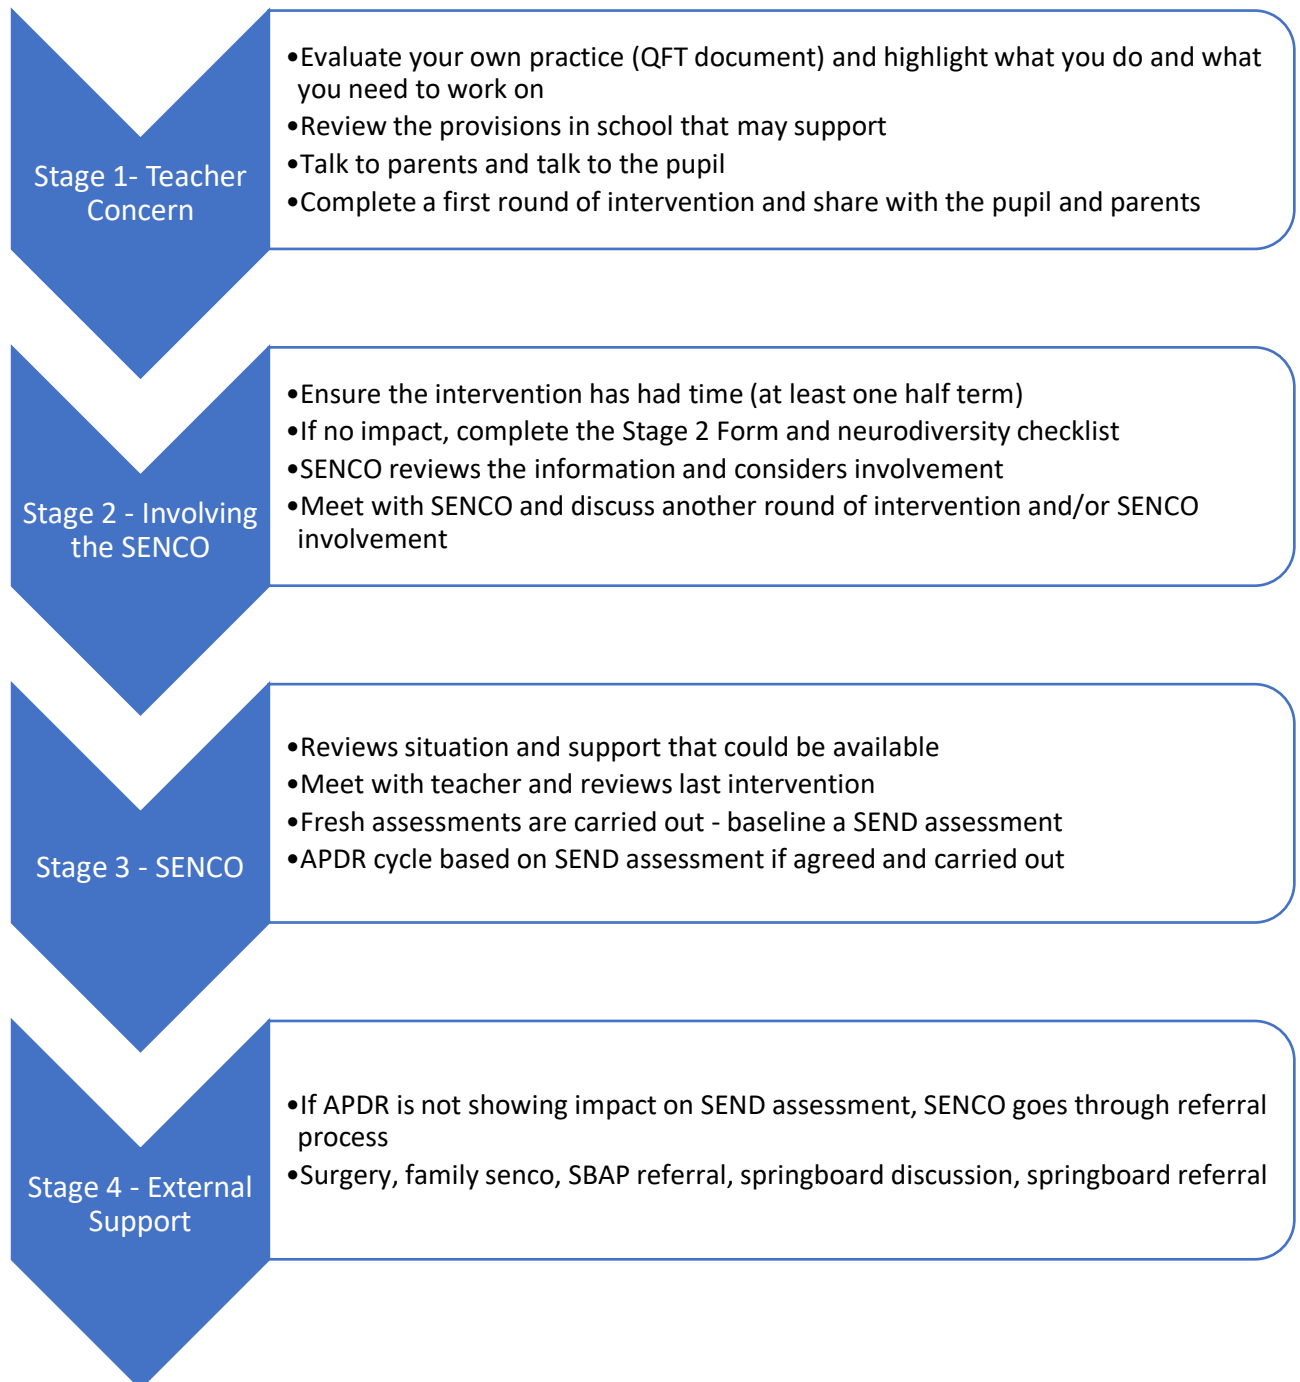 Stage 1- Teacher
Concern
•Evaluate your own practice (QFT document) and highlight what you do and what
you need to work on
•Review the provisions in school that may support
•Talk to parents and talk to the pupil
•Complete a first round of intervention and share with the pupil and parents
Stage 2 - Involving
the SENCO
•Ensure the intervention has had time (at least one half term)
•If no impact, complete the Stage 2 Form and neurodiversity checklist
•SENCO reviews the information and considers involvement
•Meet with SENCO and discuss another round of intervention and/or SENCO
involvement
Stage 3 - SENCO
•Reviews situation and support that could be available
•Meet with teacher and reviews last intervention
•Fresh assessments are carried out - baseline a SEND assessment
•APDR cycle based on SEND assessment if agreed and carried out
Stage 4 - External
Support
•If APDR is not showing impact on SEND assessment, SENCO goes through referral
process
•Surgery, family senco, SBAP referral, springboard discussion, springboard referral